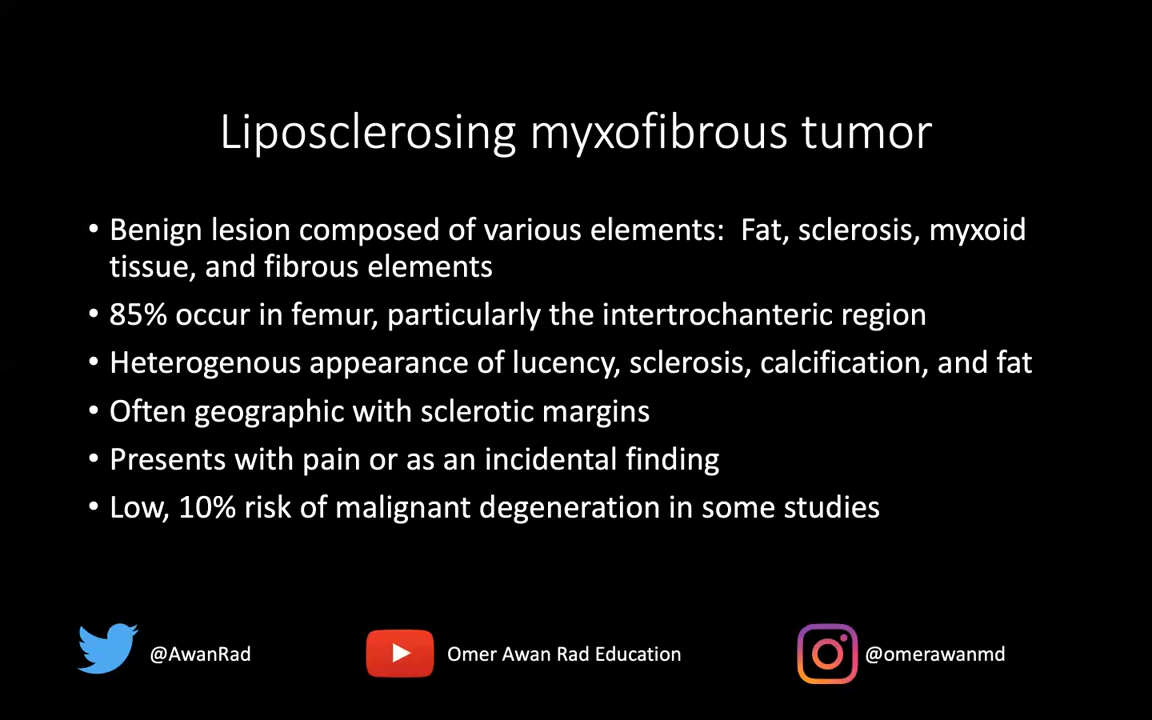 Liposclerosing myxofibrous tumor
• Benign lesion composed of various elements:  Fat, sclerosis, myxoid
tissue, and fibrous elements
• 85% occur in femur, particularly the intertrochanteric region
• Heterogenous appearance of lucency, sclerosis, calcification, and fat
• Often geographic with sclerotic margins
• Presents with pain or as an incidental finding
• Low, 10% risk of malignant degeneration in some studies
@AwanRad
Omer Awan Rad Education
@omerawanmd